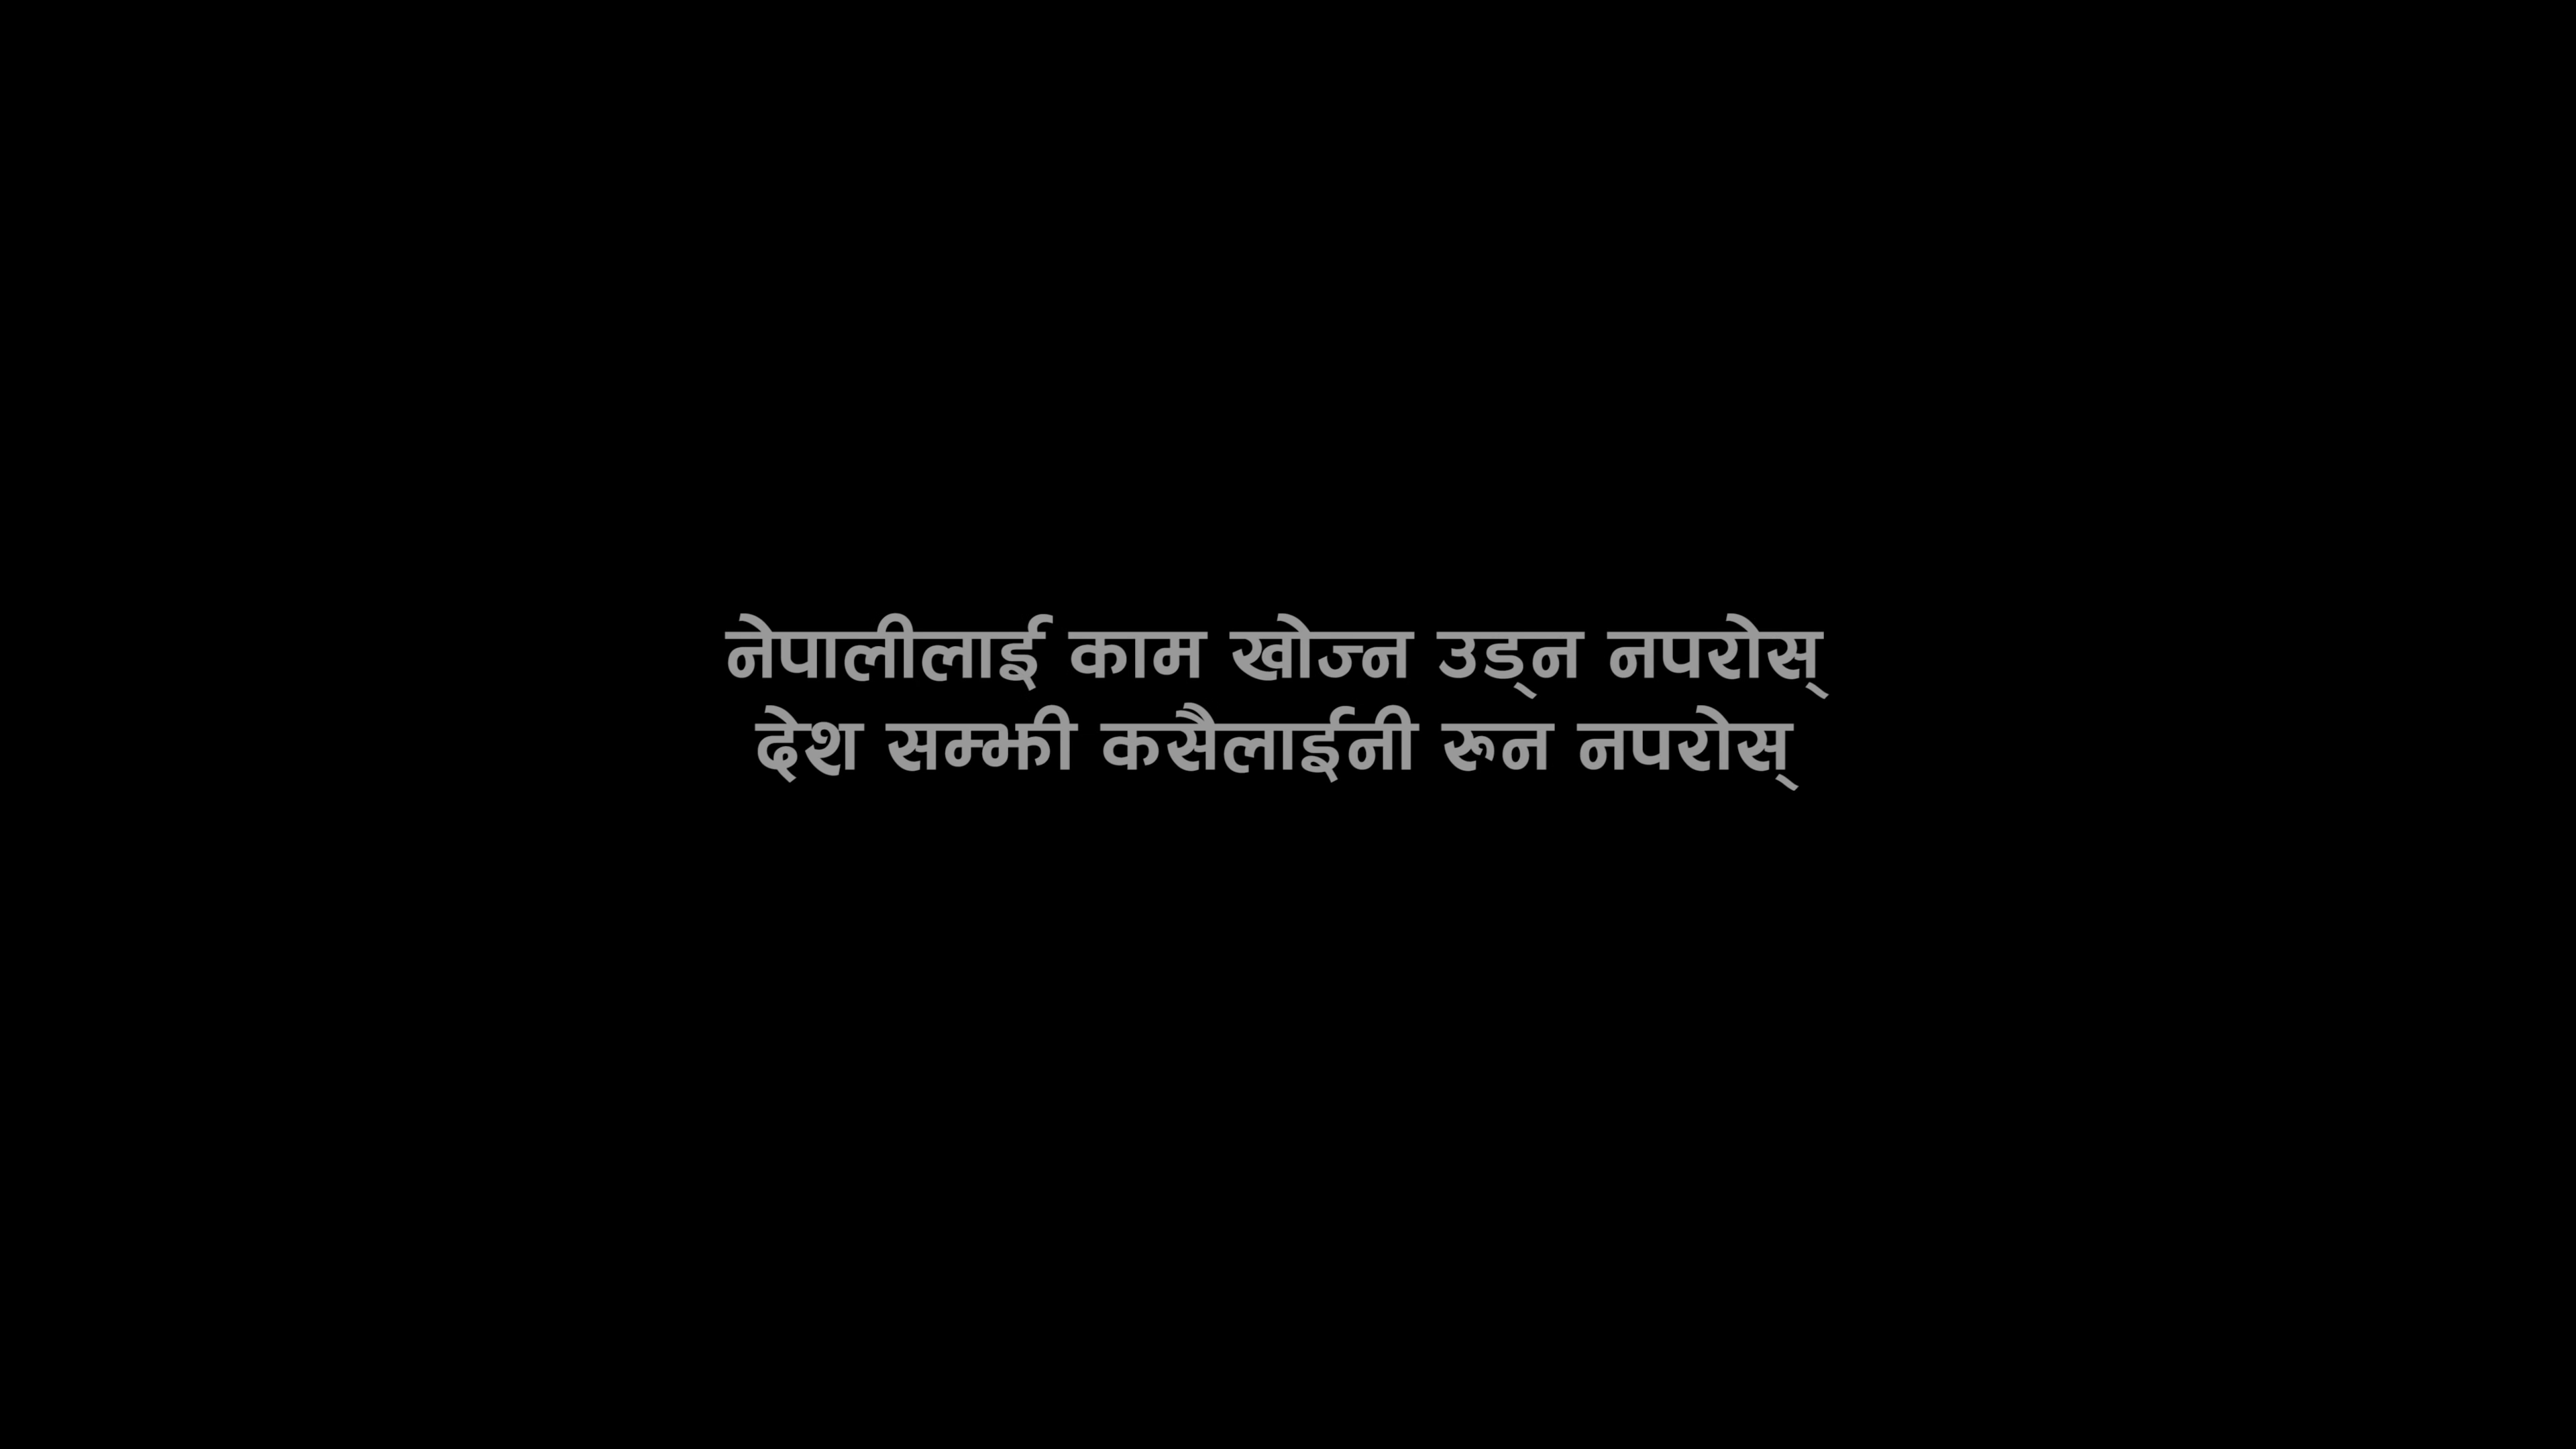 नेपालीलाई काम खोज्न उड्न नपरोस्
देश सम्झी कसैलाईनी रून नपरोस्